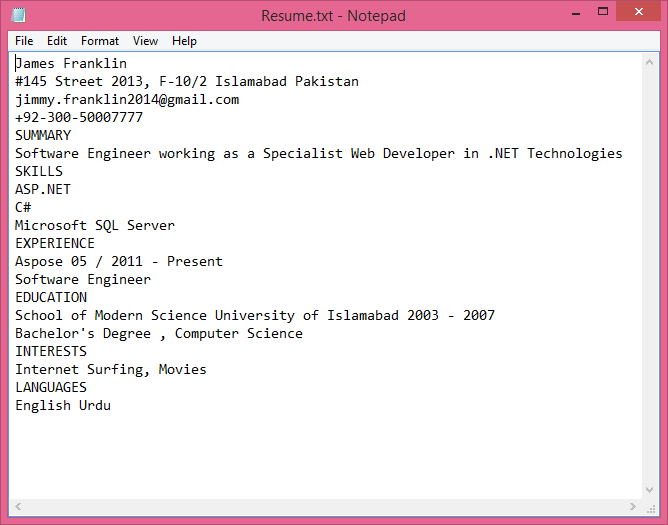 Resume.txt - Notepad
File Edit Format View Help
James Franklin
#145 Street 2013, F-10/2 Islamabad Pakistan
jimmy.franklin2014@gmail.com
+92-300-50007777
SUMMARY
Software Engineer working as a Specialist Web Developer in .NET Technologies
SKILLS
ASP.NET
C#
Microsoft SQL Server
EXPERIENCE
Aspose 05 / 2011 - Present
Software Engineer
EDUCATION
School of Modern Science University of Islamabad 2003 - 2007
Bachelor's Degree , Computer Science
INTERESTS
Internet Surfing, Movies
LANGUAGES
English Urdu